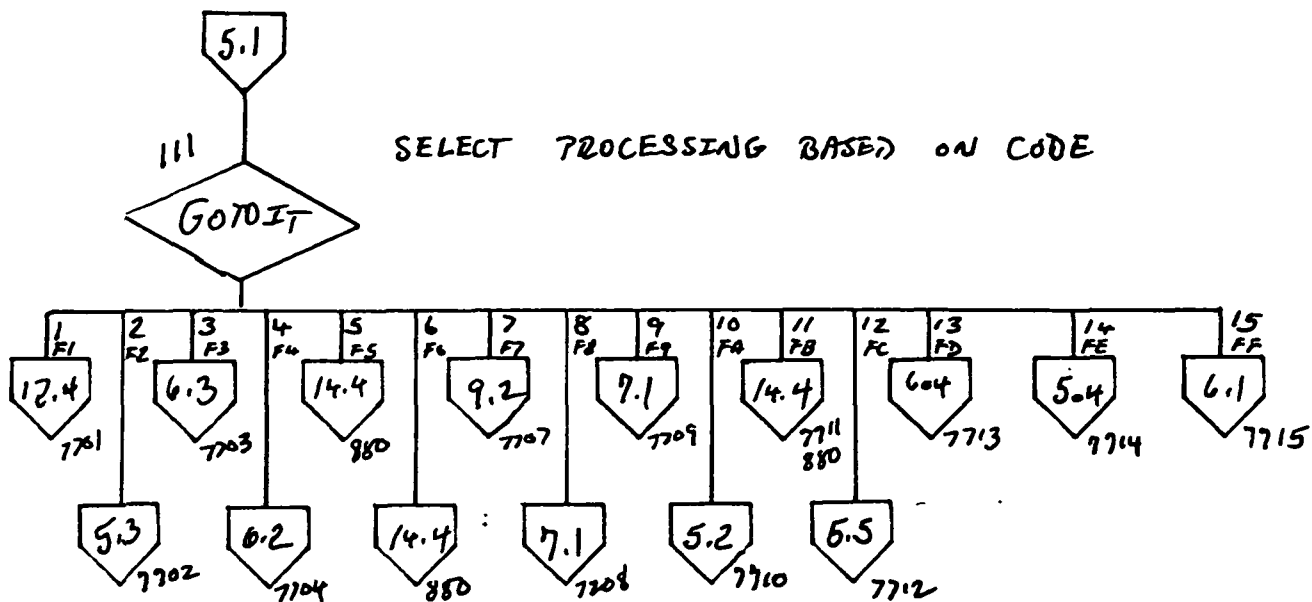 5.1
111 SELECT PROCESSING BASED ON CODE
GOTOIT
1 2 3 4 5 6 7 8 9 10 11 12 13 14 15
F1 F2 F3 F4 F5 F6 F7 F8 F9 FA FB FC FD FE FF
12.4 6.3 14.4 9.2 7.1 14.4 6.4 5.4 6.1
7701 7703 880 7707 7709 7711 7713 7714 7715
880
5.3 6.2 14.4 7.1 5.2 5.5
7702 7704 880 7708 7710 7712